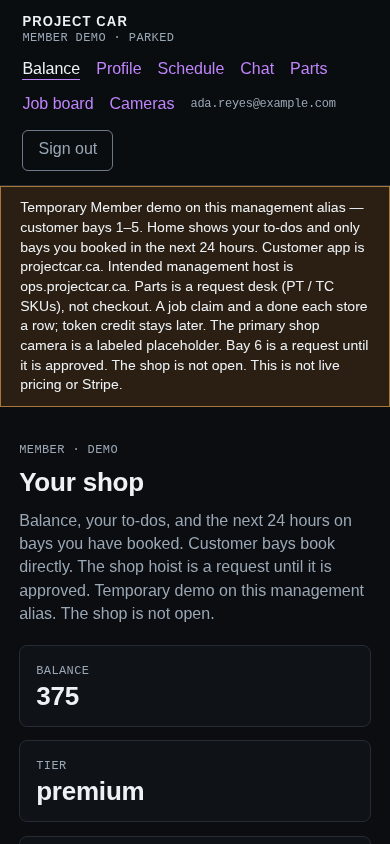 PROJECT CAR
MEMBER DEMO · PARKED
Balance Profile Schedule Chat Parts
Job board Cameras ada.reyes@example.com
Sign out
Temporary Member demo on this management alias —
customer bays 1–5. Home shows your to-dos and only
bays you booked in the next 24 hours. Customer app is
projectcar.ca. Intended management host is
ops.projectcar.ca. Parts is a request desk (PT / TC
SKUs), not checkout. A job claim and a done each store
a row; token credit stays later. The primary shop
camera is a labeled placeholder. Bay 6 is a request until
it is approved. The shop is not open. This is not live
pricing or Stripe.
MEMBER · DEMO
Your shop
Balance, your to-dos, and the next 24 hours on
bays you have booked. Customer bays book
directly. The shop hoist is a request until it is
approved. Temporary demo on this management
alias. The shop is not open.
BALANCE
375
TIER
premium